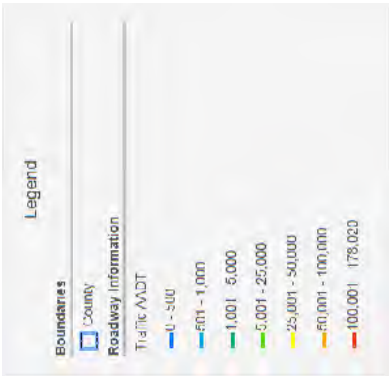 Legend
Boundaries
County
Roadway Information
Traffic AADT
0 - 500
501 - 1,000
1,001 5,000
5,001 - 25,000
25,001 - 50,000
50,001 - 100,000
100,001 178,020